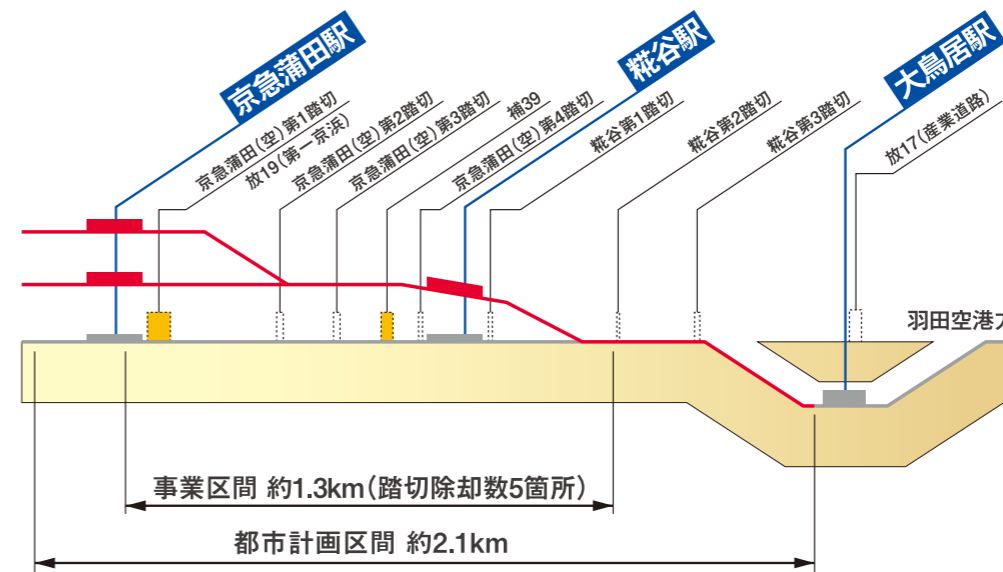 京急蒲田駅
京急蒲田(空)第1踏切
放19(第一京浜)
京急蒲田(空)第2踏切
京急蒲田(空)第3踏切
補39
京急蒲田(空)第4踏切
糀谷駅
糀谷第1踏切
糀谷第2踏切
糀谷第3踏切
大鳥居駅
放17(産業道路)
羽田空港方
事業区間 約1.3km(踏切除却数5箇所)
都市計画区間 約2.1km